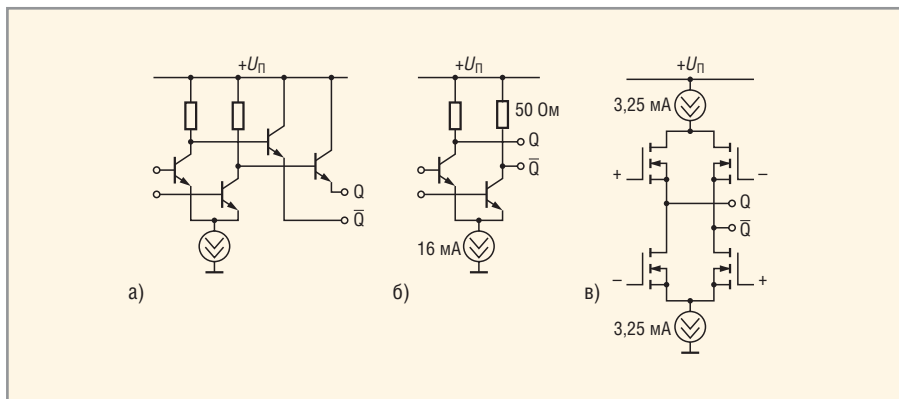 +Uп
Q
Q̅
а)
+Uп
50 Ом
Q
Q̅
16 мА
б)
+Uп
3,25 мА
+
–
Q
Q̅
–
+
3,25 мА
в)